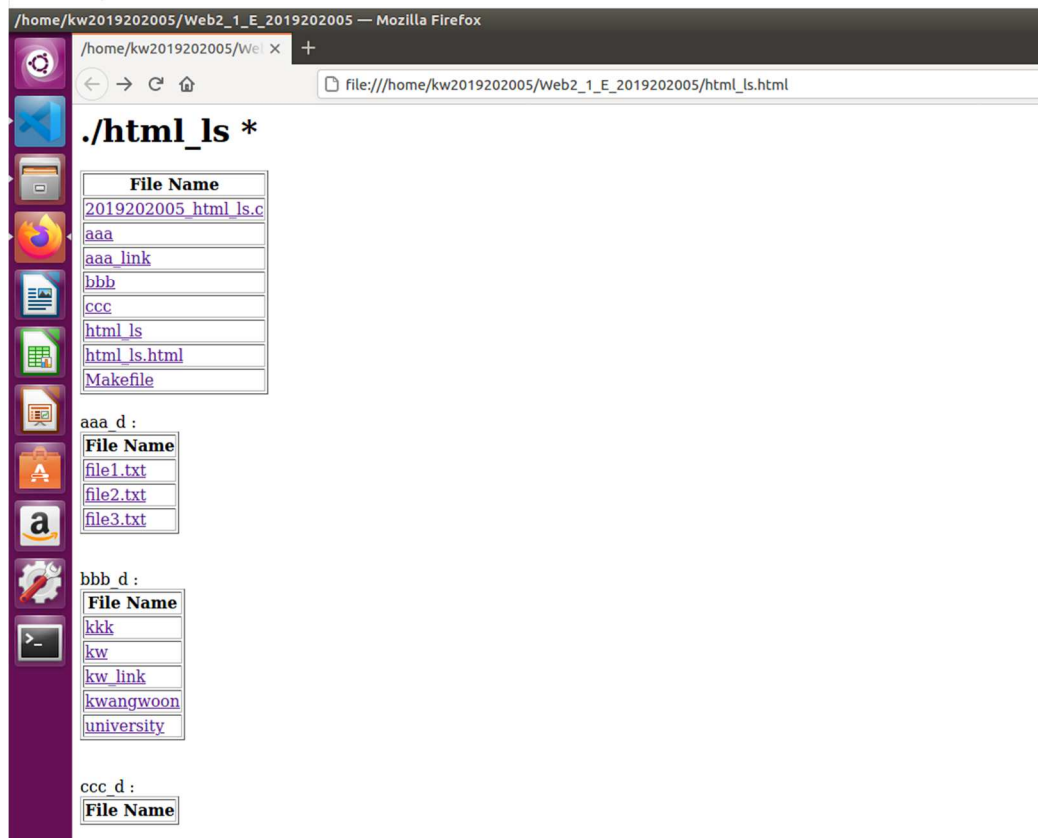 /home/kw2019202005/Web2_1_E_2019202005 — Mozilla Firefox
/home/kw2019202005/We
file:///home/kw2019202005/Web2_1_E_2019202005/html_ls.html
./html_ls *
File Name
2019202005_html_ls.c
aaa
aaa_link
bbb
ccc
html_ls
html_ls.html
Makefile
aaa_d :
File Name
file1.txt
file2.txt
file3.txt
bbb_d :
File Name
kkk
kw
kw_link
kwangwoon
university
ccc_d :
File Name